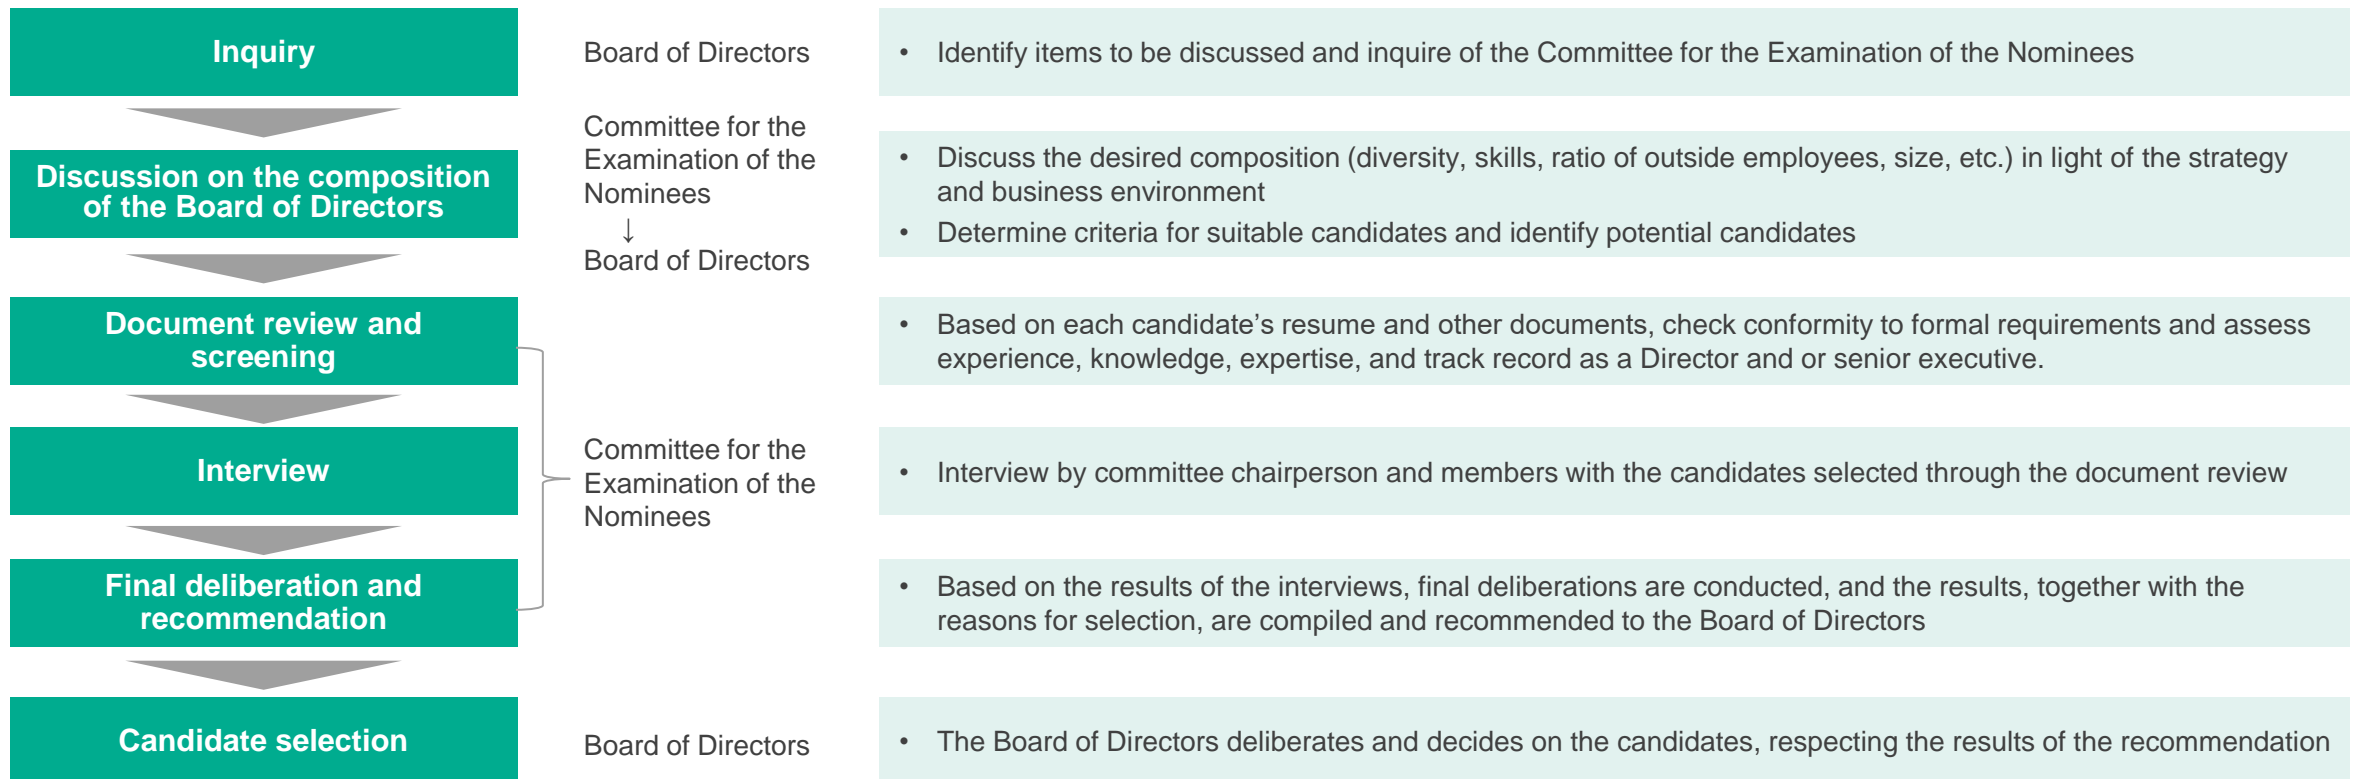 Inquiry
Board of Directors
• Identify items to be discussed and inquire of the Committee for the Examination of the Nominees
Discussion on the composition
of the Board of Directors
Committee for the
Examination of the
Nominees
↓
Board of Directors
• Discuss the desired composition (diversity, skills, ratio of outside employees, size, etc.) in light of the strategy
and business environment
• Determine criteria for suitable candidates and identify potential candidates
Document review and
screening
• Based on each candidate’s resume and other documents, check conformity to formal requirements and assess
experience, knowledge, expertise, and track record as a Director and or senior executive.
Interview
Committee for the
Examination of the
Nominees
• Interview by committee chairperson and members with the candidates selected through the document review
Final deliberation and
recommendation
• Based on the results of the interviews, final deliberations are conducted, and the results, together with the
reasons for selection, are compiled and recommended to the Board of Directors
Candidate selection
Board of Directors
• The Board of Directors deliberates and decides on the candidates, respecting the results of the recommendation